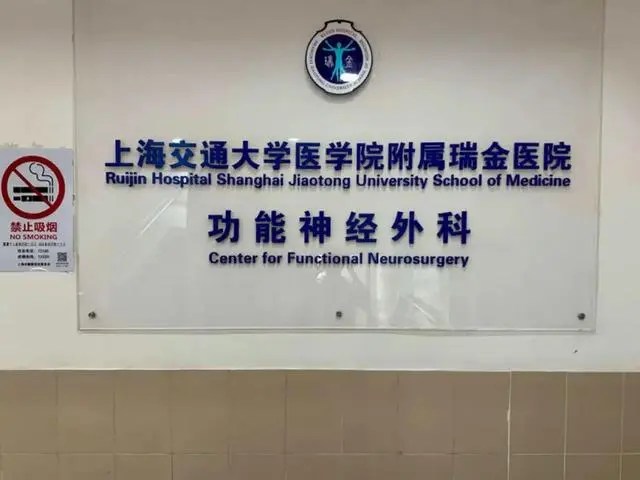 瑞金
上海交通大学医学院附属瑞金医院
Ruijin Hospital Shanghai Jiaotong University School of Medicine
功能神经外科
Center for Functional Neurosurgery
禁止吸烟
NO SMOKING